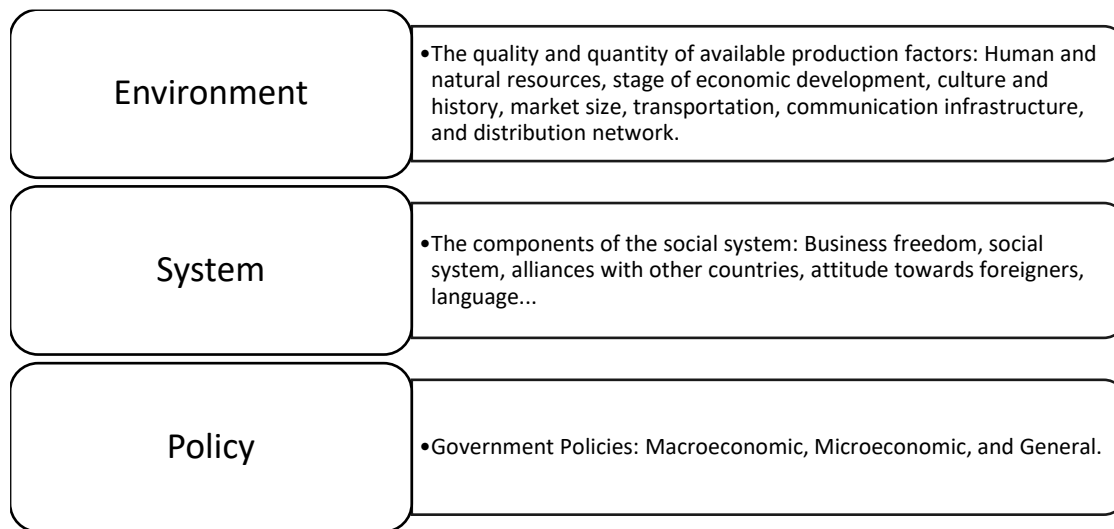 Environment
•The quality and quantity of available production factors: Human and
natural resources, stage of economic development, culture and
history, market size, transportation, communication infrastructure,
and distribution network.
System
•The components of the social system: Business freedom, social
system, alliances with other countries, attitude towards foreigners,
language...
Policy
•Government Policies: Macroeconomic, Microeconomic, and General.